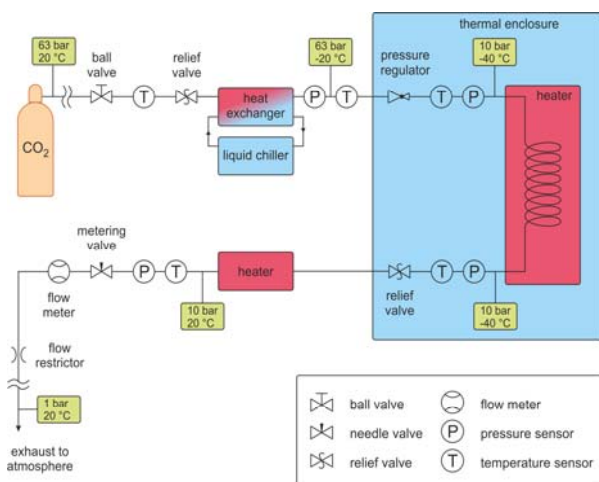 thermal enclosure
63 bar
20 °C
ball
valve
relief
valve
63 bar
-20 °C
pressure
regulator
10 bar
-40 °C
heater
T
P
T
T
P
CO2
heat
exchanger
liquid chiller
metering
valve
P
T
heater
T
P
flow
meter
10 bar
20 °C
relief
valve
10 bar
-40 °C
flow
restrictor
1 bar
20 °C
exhaust to
atmosphere
ball valve
flow meter
needle valve
P
pressure sensor
relief valve
T
temperature sensor